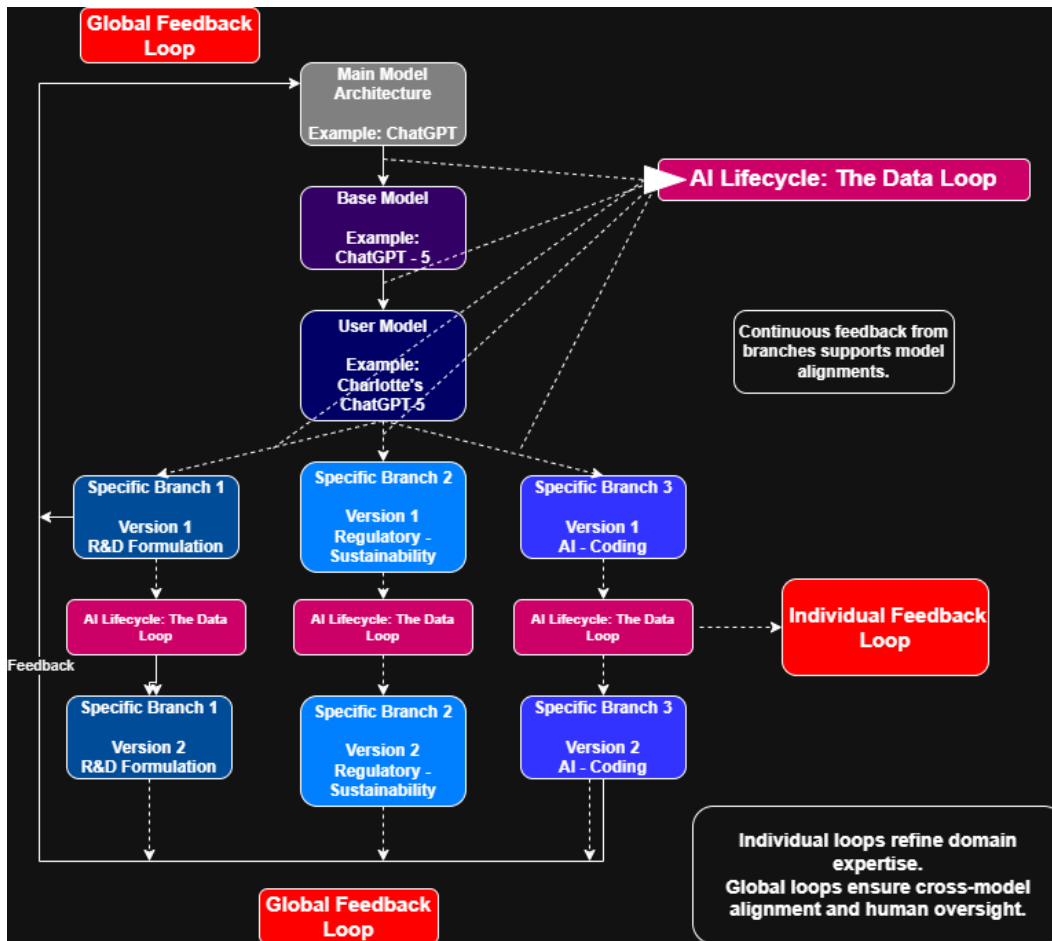 Global Feedback
Loop
Main Model
Architecture
Example: ChatGPT
AI Lifecycle: The Data Loop
Base Model
Example:
ChatGPT - 5
User Model
Example:
Charlotte's
ChatGPT-5
Continuous feedback from
branches supports model
alignments.
Specific Branch 1
Version 1
R&D Formulation
Specific Branch 2
Version 1
Regulatory -
Sustainability
Specific Branch 3
Version 1
AI - Coding
AI Lifecycle: The Data
Loop
AI Lifecycle: The Data
Loop
AI Lifecycle: The Data
Loop
Individual Feedback
Loop
Feedback
Specific Branch 1
Version 2
R&D Formulation
Specific Branch 2
Version 2
Regulatory -
Sustainability
Specific Branch 3
Version 2
AI - Coding
Individual loops refine domain
expertise.
Global loops ensure cross-model
alignment and human oversight.
Global Feedback
Loop